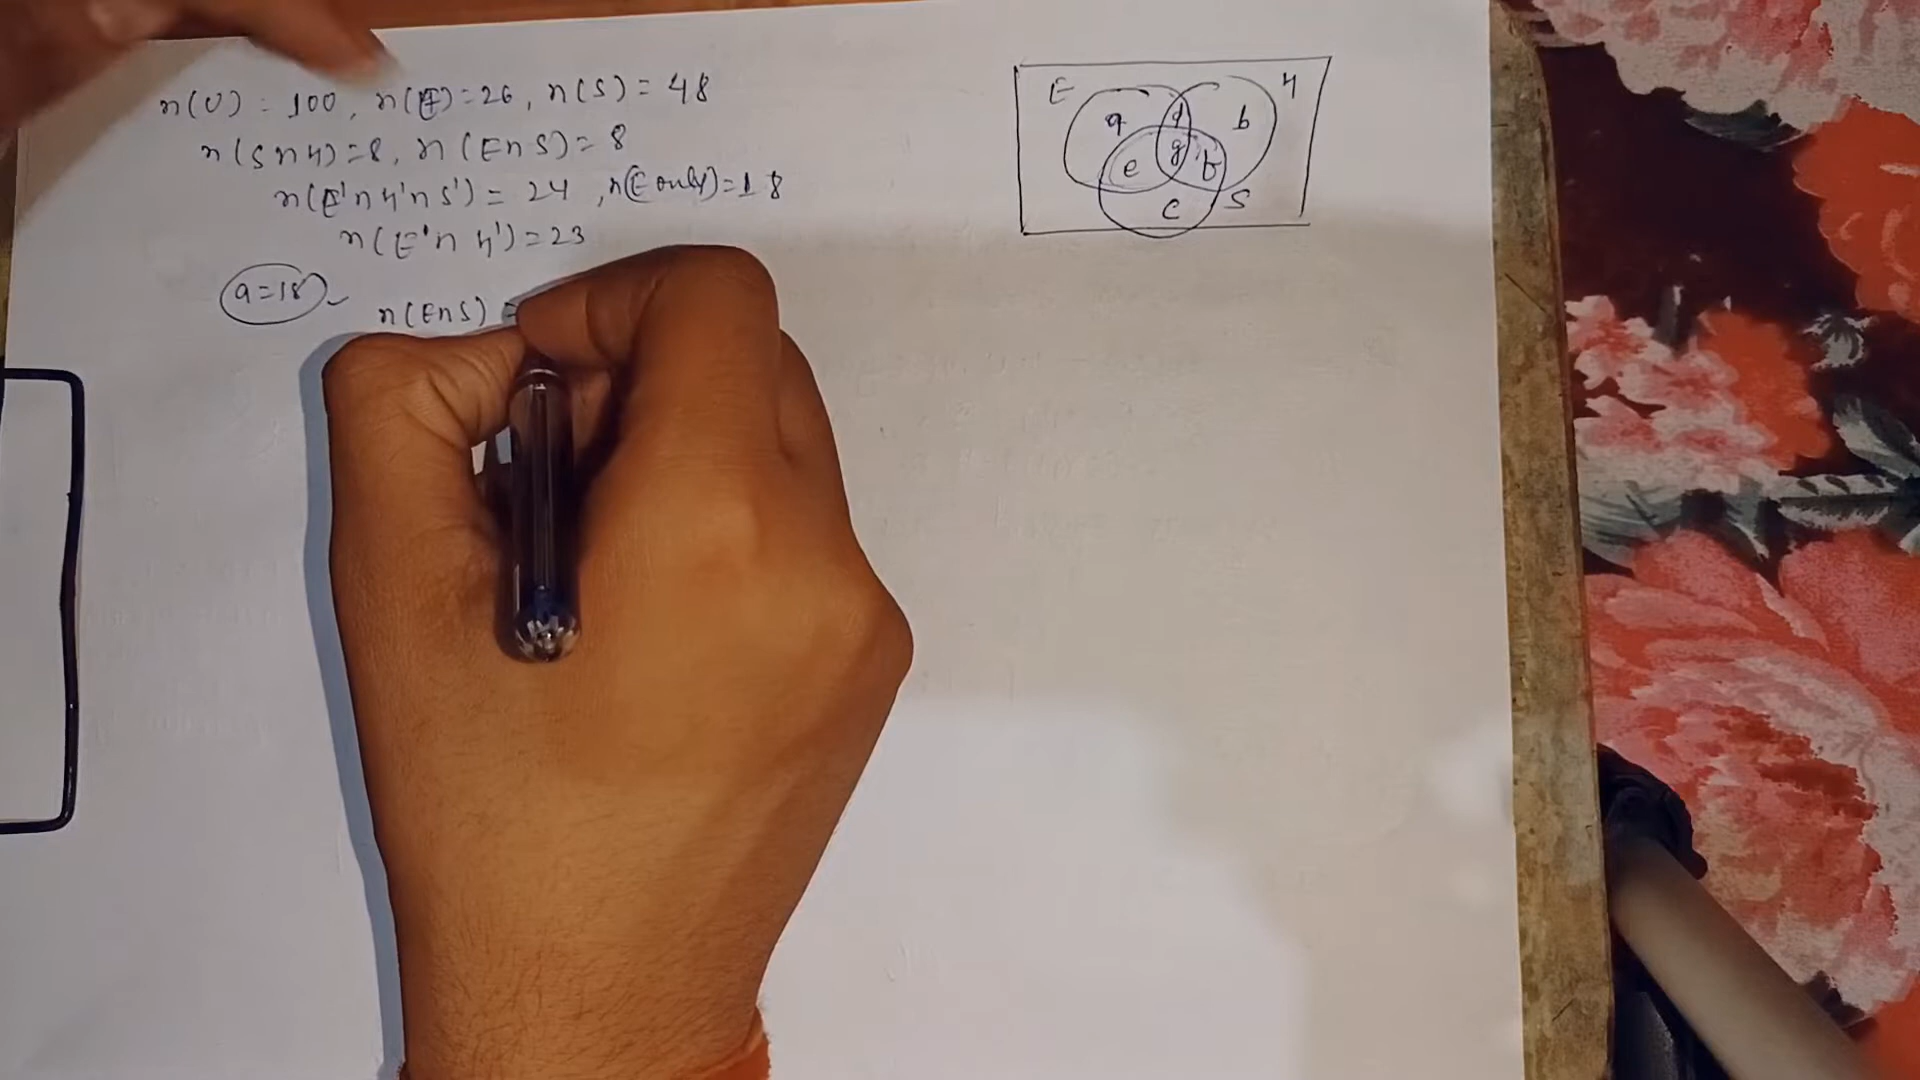 n(U) = 100, n(E) = 26, n(S) = 48
n(S∩H) = 8, n(E∩S) = 8
n(E'∩H'∩S') = 24, n(E only) = 18
n(E'∩H') = 23
a=18
n(E∩S) =
E H
a d b
g
e f
c S